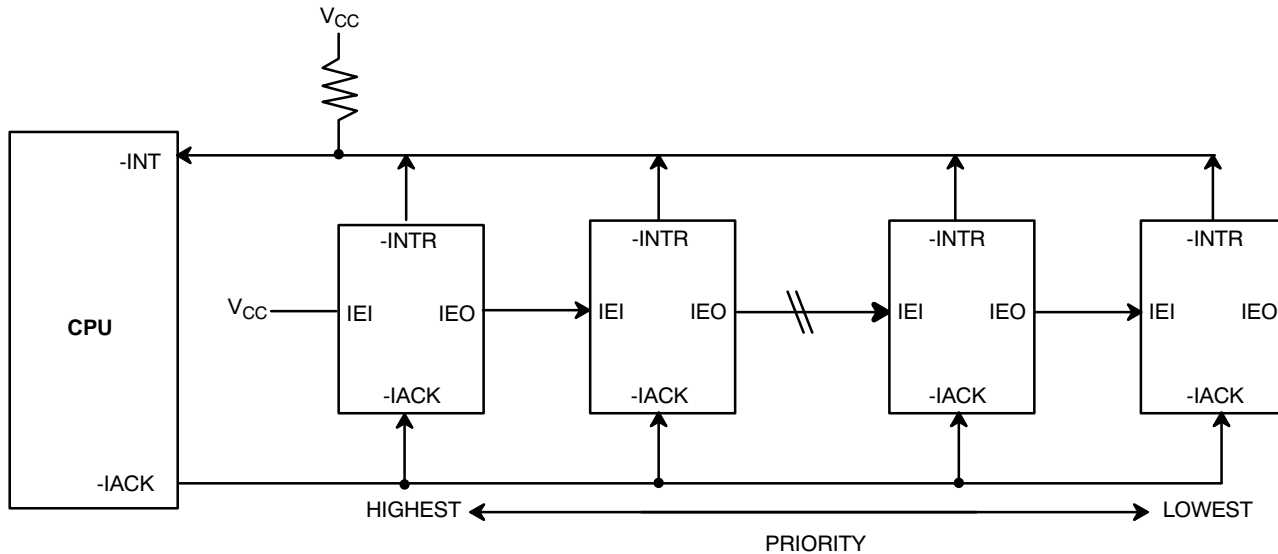 VCC
-INT
-INTR -INTR -INTR -INTR
VCC IEI IEO IEI IEO IEI IEO IEI IEO
CPU
-IACK -IACK -IACK -IACK
-IACK
HIGHEST LOWEST
PRIORITY